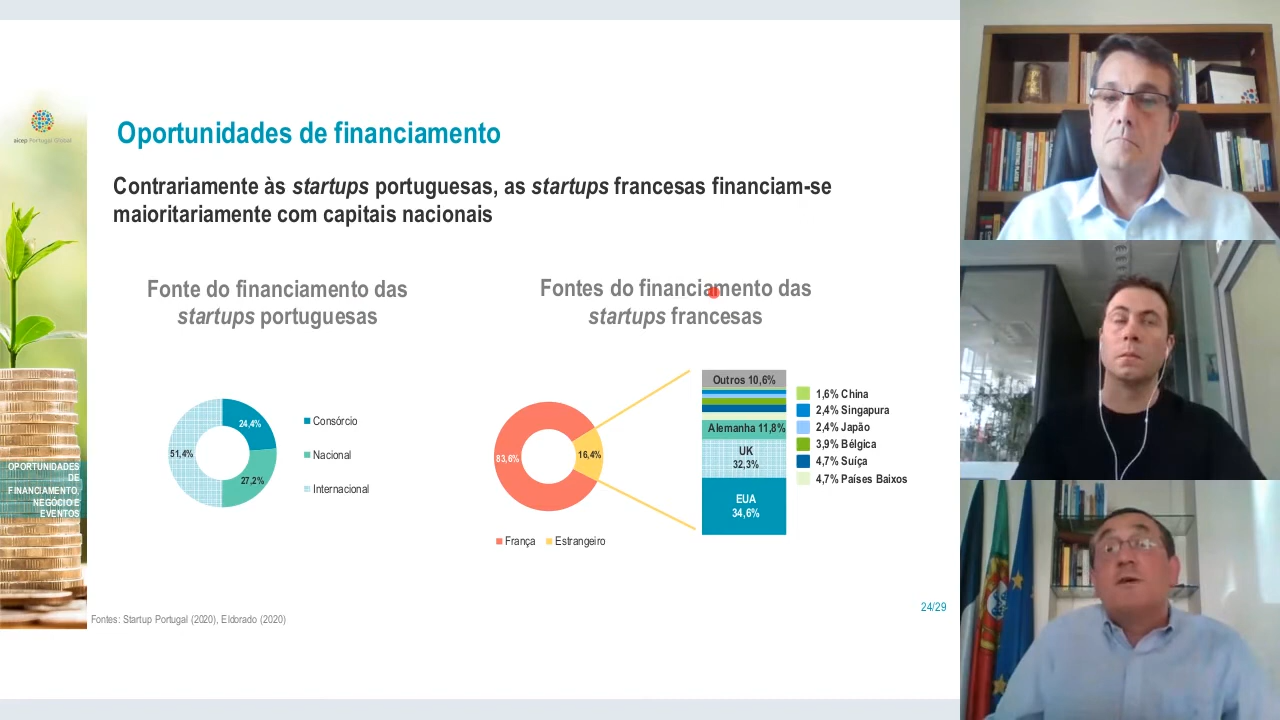 aicep Portugal Global
Oportunidades de financiamento
Contrariamente às startups portuguesas, as startups francesas financiam-se
maioritariamente com capitais nacionais
Fonte do financiamento das
startups portuguesas
24,4%
51,4%
27,2%
Consórcio
Nacional
Internacional
Fontes do financiamento das
startups francesas
83,6%
16,4%
França
Estrangeiro
Outros 10,6%
Alemanha 11,8%
UK
32,3%
EUA
34,6%
1,6% China
2,4% Singapura
2,4% Japão
3,9% Bélgica
4,7% Suíça
4,7% Países Baixos
OPORTUNIDADES
DE
FINANCIAMENTO,
NEGÓCIO E
EVENTOS
24/29
Fontes: Startup Portugal (2020), Eldorado (2020)